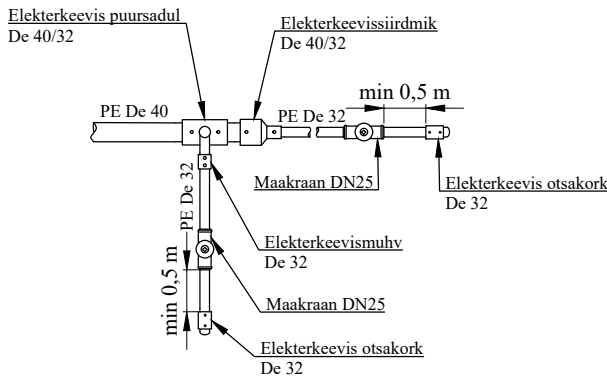 Elekterkeevis puursadul
De 40/32
Elekterkeevissiirdmik
De 40/32
min 0,5 m
PE De 40
PE De 32
Maakraan DN25
Elekterkeevis otsakork
De 32
PE De 32
Elekterkeevismuhv
De 32
min 0,5 m
Maakraan DN25
Elekterkeevis otsakork
De 32